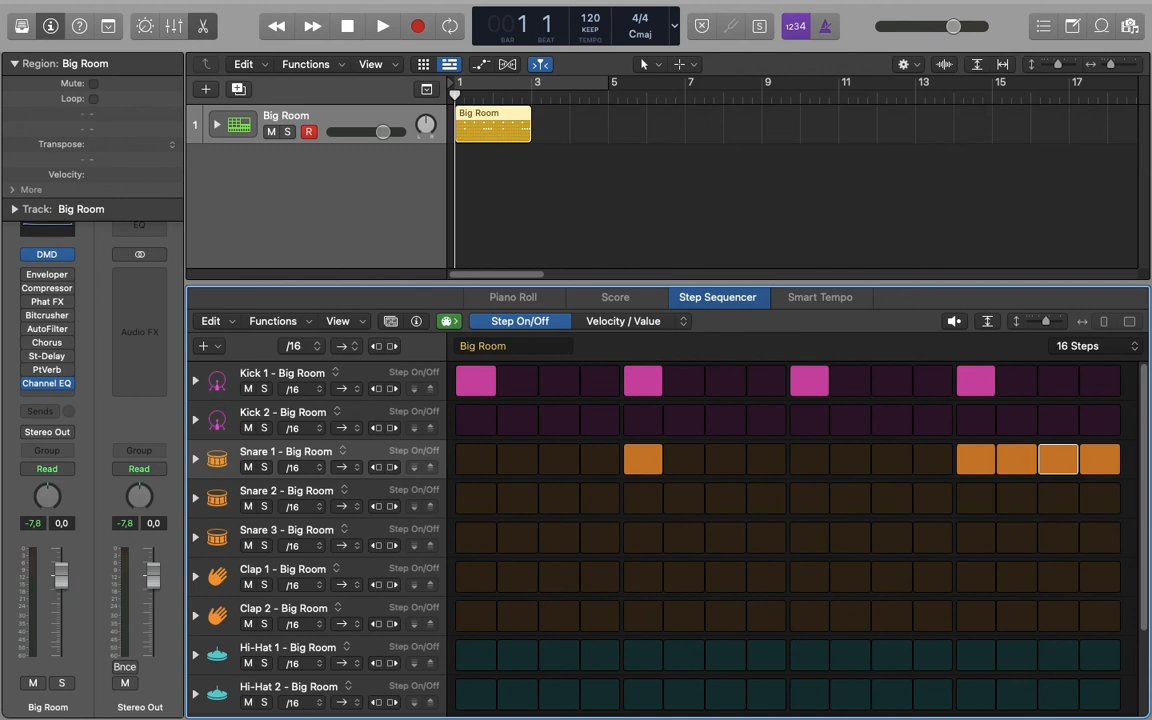 00 1 1
BAR BEAT
120
KEEP
TEMPO
4/4
Cmaj
S
1234
Region: Big Room
Mute:
Loop:
Transpose:
Velocity:
More
Track: Big Room
EQ
DMD
Enveloper
Compressor
Phat FX
Bitcrusher
AutoFilter
Chorus
St-Delay
PtVerb
Channel EQ
Audio FX
Sends
Stereo Out
Group Group
Read Read
-7,8 0,0 -7,8 0,0
Bnce
M S M
Big Room Stereo Out
Edit Functions View
1 3 5 7 9 11 13 15 17
1 Big Room
M S R
L R
Big Room
Piano Roll Score Step Sequencer Smart Tempo
Edit Functions View Step On/Off Velocity / Value
/16 Big Room 16 Steps
Kick 1 - Big Room Step On/Off
M S /16
Kick 2 - Big Room Step On/Off
M S /16
Snare 1 - Big Room Step On/Off
M S /16
Snare 2 - Big Room Step On/Off
M S /16
Snare 3 - Big Room Step On/Off
M S /16
Clap 1 - Big Room Step On/Off
M S /16
Clap 2 - Big Room Step On/Off
M S /16
Hi-Hat 1 - Big Room Step On/Off
M S /16
Hi-Hat 2 - Big Room Step On/Off
M S /16